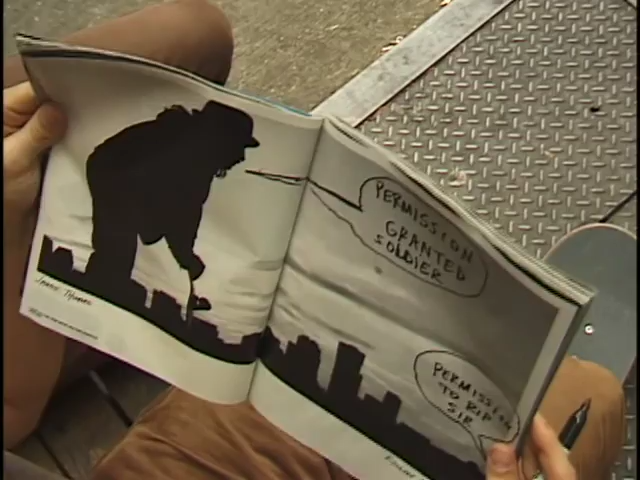 PERMISSION
GRANTED
SOLDIER
PERMISSION
TO RIP
SIR